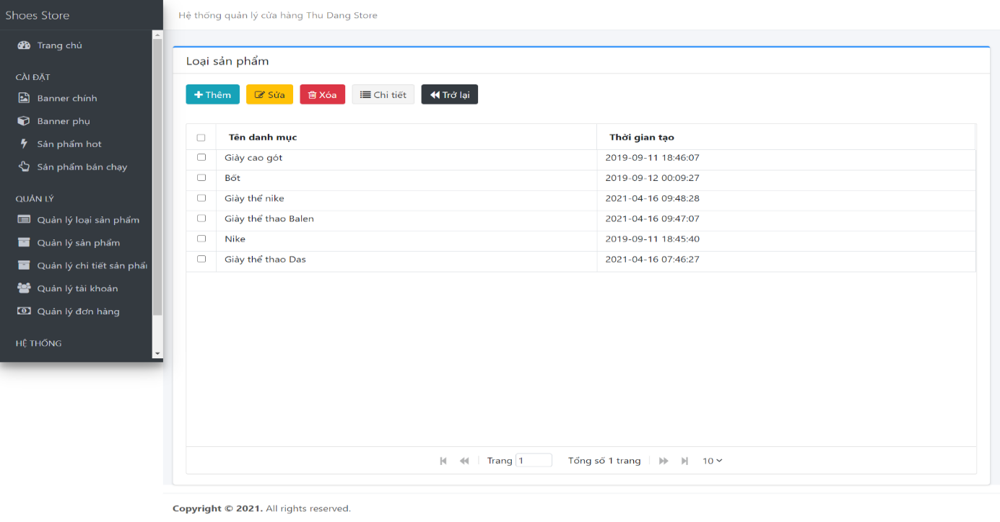 Shoes Store
Hệ thống quản lý cửa hàng Thu Dang Store
Trang chủ
CÀI ĐẶT
Banner chính
Banner phụ
Sản phẩm hot
Sản phẩm bán chạy
QUẢN LÝ
Quản lý loại sản phẩm
Quản lý sản phẩm
Quản lý chi tiết sản phẩ
Quản lý tài khoản
Quản lý đơn hàng
HỆ THỐNG
Loại sản phẩm
Thêm Sửa Xóa Chi tiết Trở lại
Tên danh mục Thời gian tạo
Giày cao gót 2019-09-11 18:46:07
Bốt 2019-09-12 00:09:27
Giày thể nike 2021-04-16 09:48:28
Giày thể thao Balen 2021-04-16 09:47:07
Nike 2019-09-11 18:45:40
Giày thể thao Das 2021-04-16 07:46:27
Trang 1 Tổng số 1 trang 10
Copyright © 2021. All rights reserved.